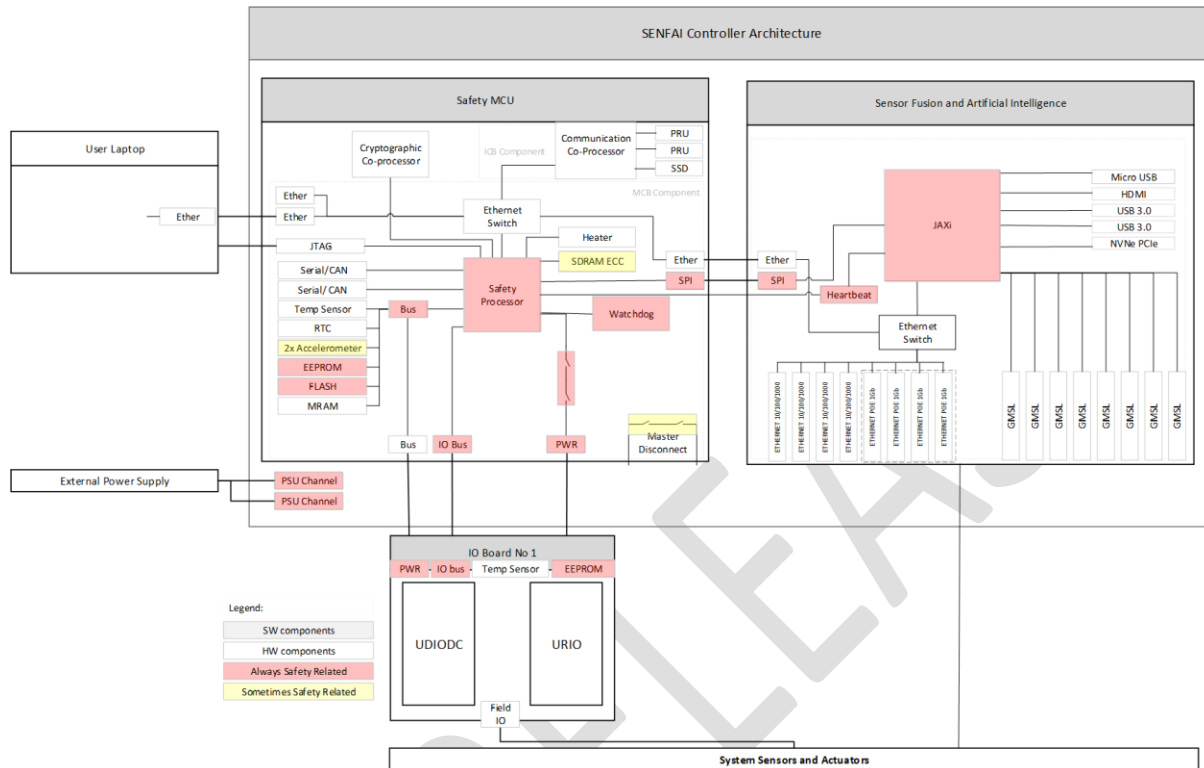 SENFAI Controller Architecture
Safety MCU
Sensor Fusion and Artificial Intelligence
User Laptop
Ether
Cryptographic
Co-processor
ICB Component
Communication
Co-Processor
PRU
PRU
SSD
MCB Component
Ether
Ether
Ethernet
Switch
JTAG
Heater
SDRAM ECC
Serial/CAN
Serial/ CAN
Temp Sensor
RTC
2x Accelerometer
EEPROM
FLASH
MRAM
Bus
Safety
Processor
Ether
SPI
Watchdog
Bus
IO Bus
PWR
Master
Disconnect
Ether
SPI
Heartbeat
JAXi
Micro USB
HDMI
USB 3.0
USB 3.0
NVNe PCIe
Ethernet
Switch
ETHERNET 10/100/1000
ETHERNET 10/100/1000
ETHERNET 10/100/1000
ETHERNET 10/100/1000
ETHERNET POE 1Gb
ETHERNET POE 1Gb
ETHERNET POE 1Gb
ETHERNET POE 1Gb
GMSL
GMSL
GMSL
GMSL
GMSL
GMSL
GMSL
External Power Supply
PSU Channel
PSU Channel
IO Board No 1
PWR
IO bus
Temp Sensor
EEPROM
UDIODC
URIO
Field
IO
Legend:
SW components
HW components
Always Safety Related
Sometimes Safety Related
System Sensors and Actuators